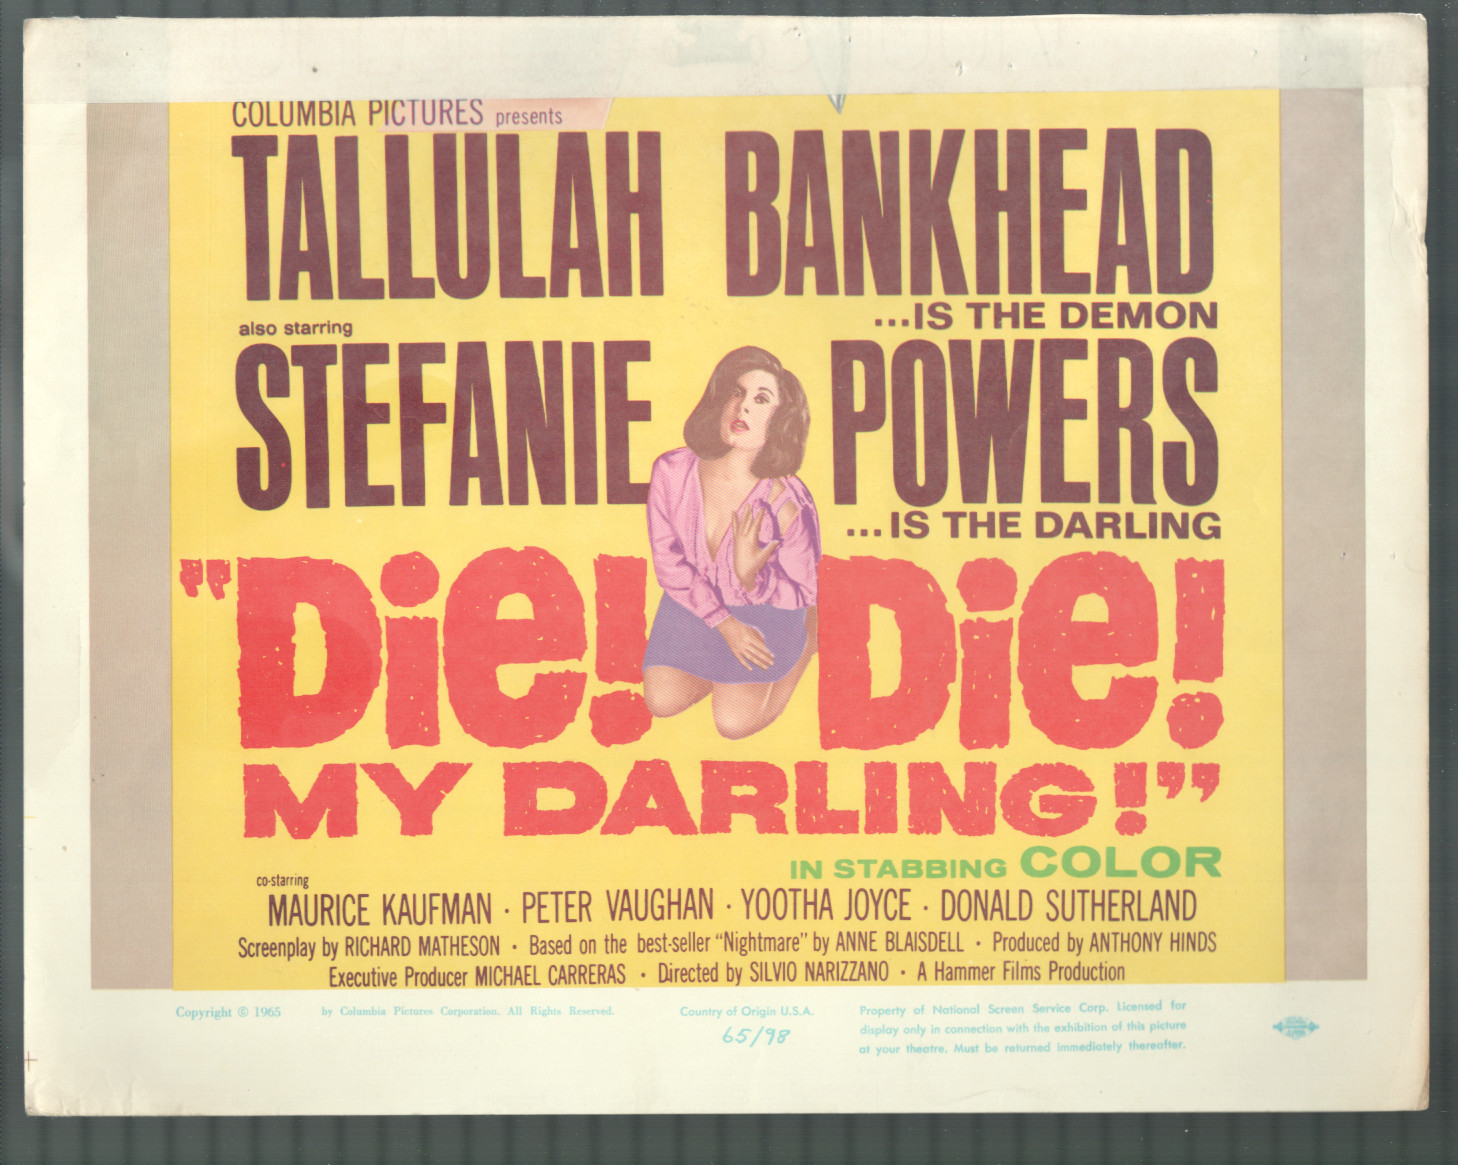 COLUMBIA PICTURES presents
TALLULAH BANKHEAD
...IS THE DEMON
also starring
STEFANIE POWERS
...IS THE DARLING
"Die! Die!
MY DARLING!"
IN STABBING COLOR
co-starring
MAURICE KAUFMAN · PETER VAUGHAN · YOOTHA JOYCE · DONALD SUTHERLAND
Screenplay by RICHARD MATHESON · Based on the best-seller "Nightmare" by ANNE BLAISDELL · Produced by ANTHONY HINDS
Executive Producer MICHAEL CARRERAS · Directed by SILVIO NARIZZANO · A Hammer Films Production
Copyright © 1965 by Columbia Pictures Corporation. All Rights Reserved.
Country of Origin U.S.A.
65/98
Property of National Screen Service Corp. Licensed for
display only in connection with the exhibition of this picture
at your theatre. Must be returned immediately thereafter.